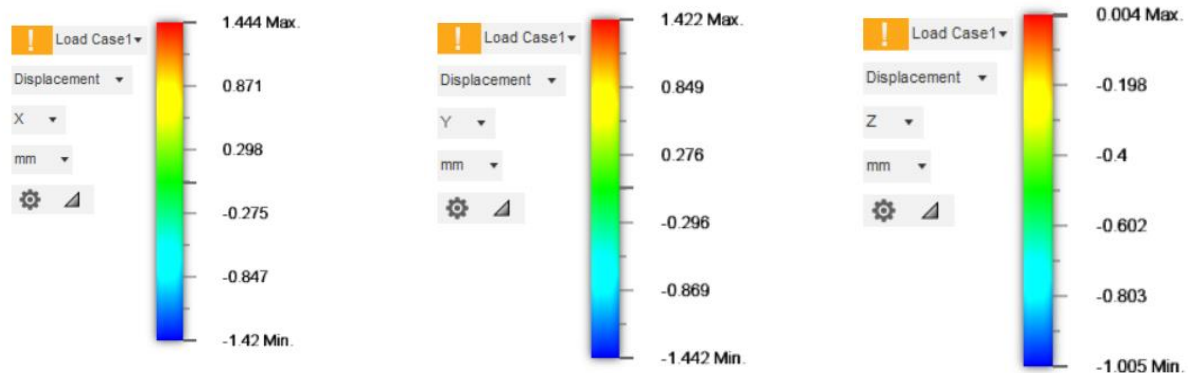 1.444 Max.
Load Case1
Displacement
0.871
X
0.298
mm
-0.275
-0.847
-1.42 Min.
1.422 Max.
Load Case1
Displacement
0.849
Y
0.276
mm
-0.296
-0.869
-1.442 Min.
0.004 Max.
Load Case1
Displacement
-0.198
Z
-0.4
mm
-0.602
-0.803
-1.005 Min.